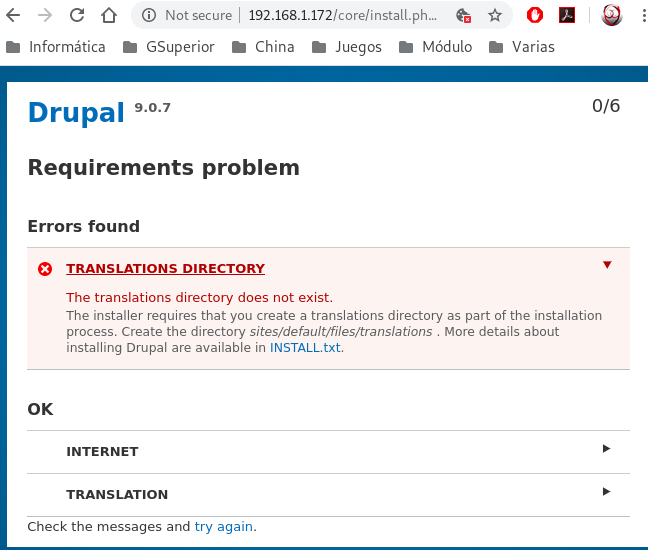 Not secure | 192.168.1.172/core/install.ph...
Informática GSuperior China Juegos Módulo Varias
Drupal 9.0.7 0/6
Requirements problem
Errors found
TRANSLATIONS DIRECTORY
The translations directory does not exist.
The installer requires that you create a translations directory as part of the installation
process. Create the directory sites/default/files/translations . More details about
installing Drupal are available in INSTALL.txt.
OK
INTERNET
TRANSLATION
Check the messages and try again.